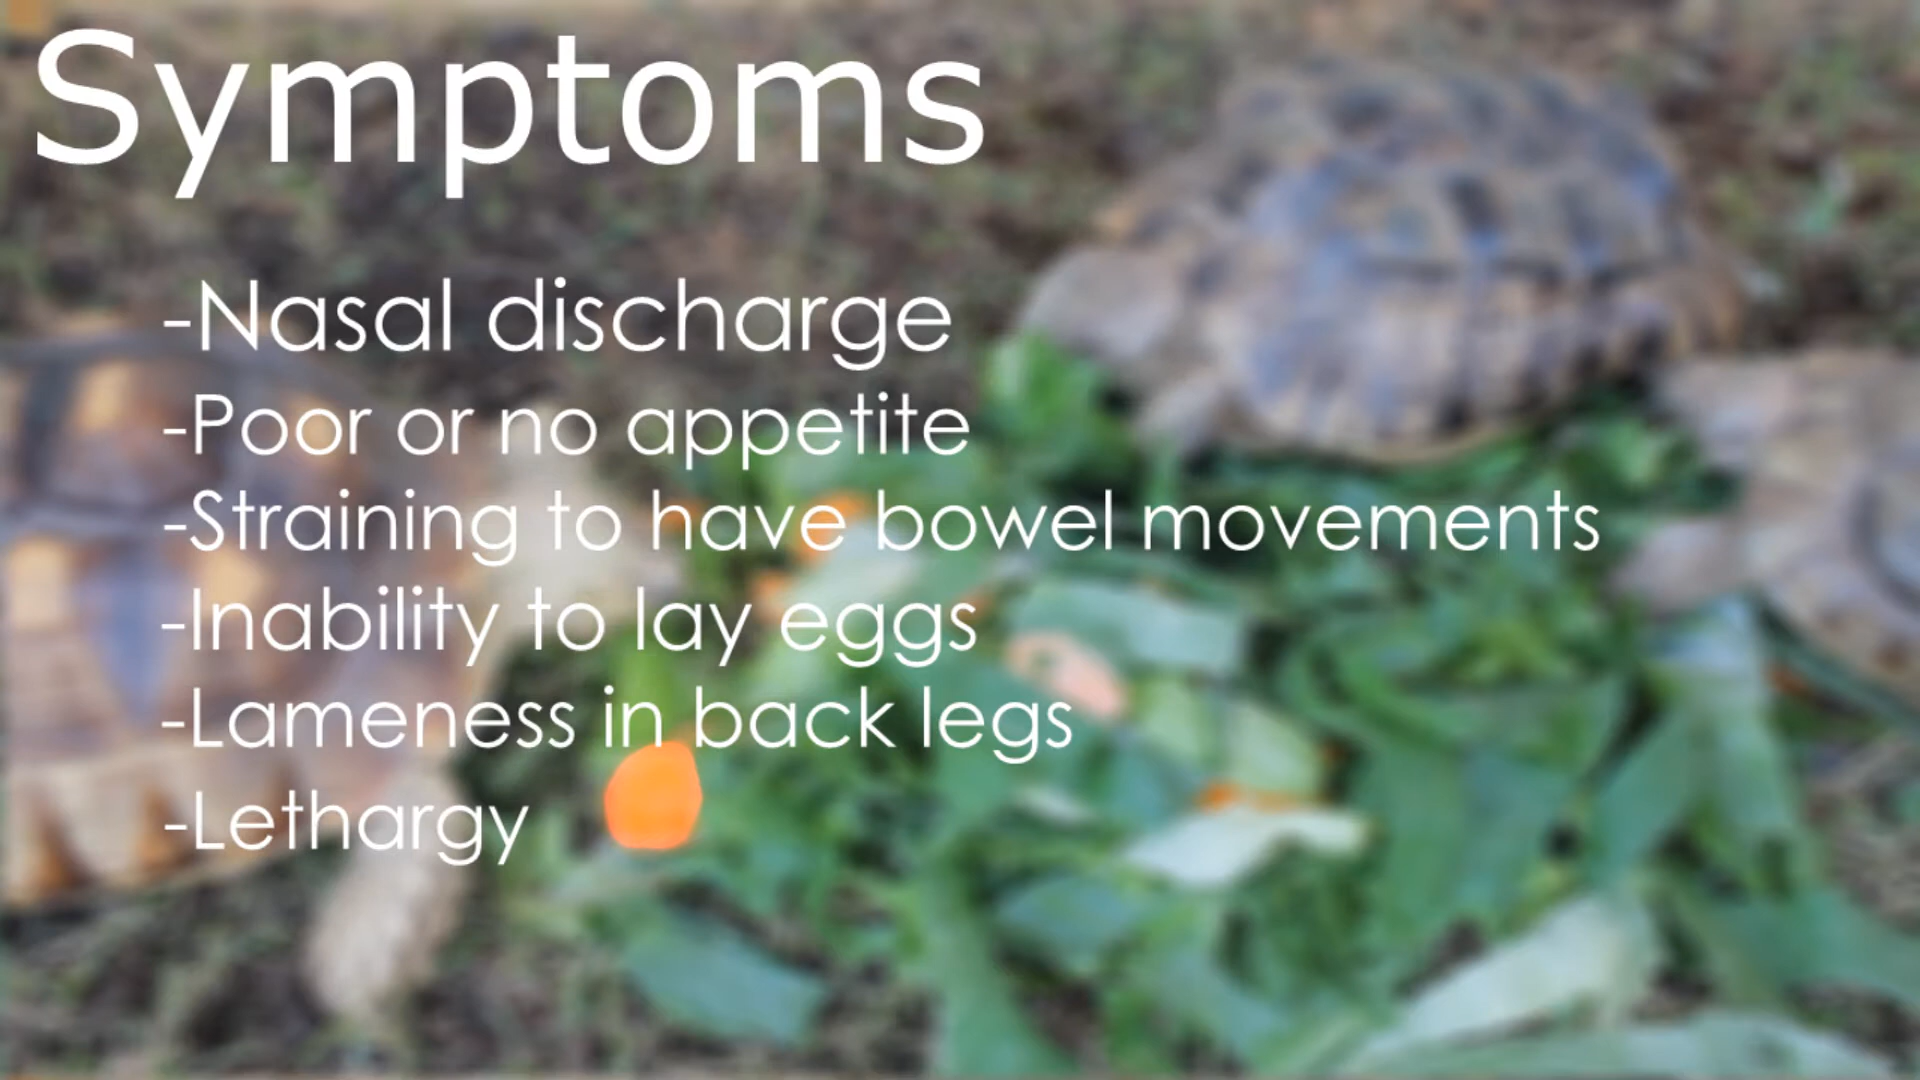 Symptoms
-Nasal discharge
-Poor or no appetite
-Straining to have bowel movements
-Inability to lay eggs
-Lameness in back legs
-Lethargy